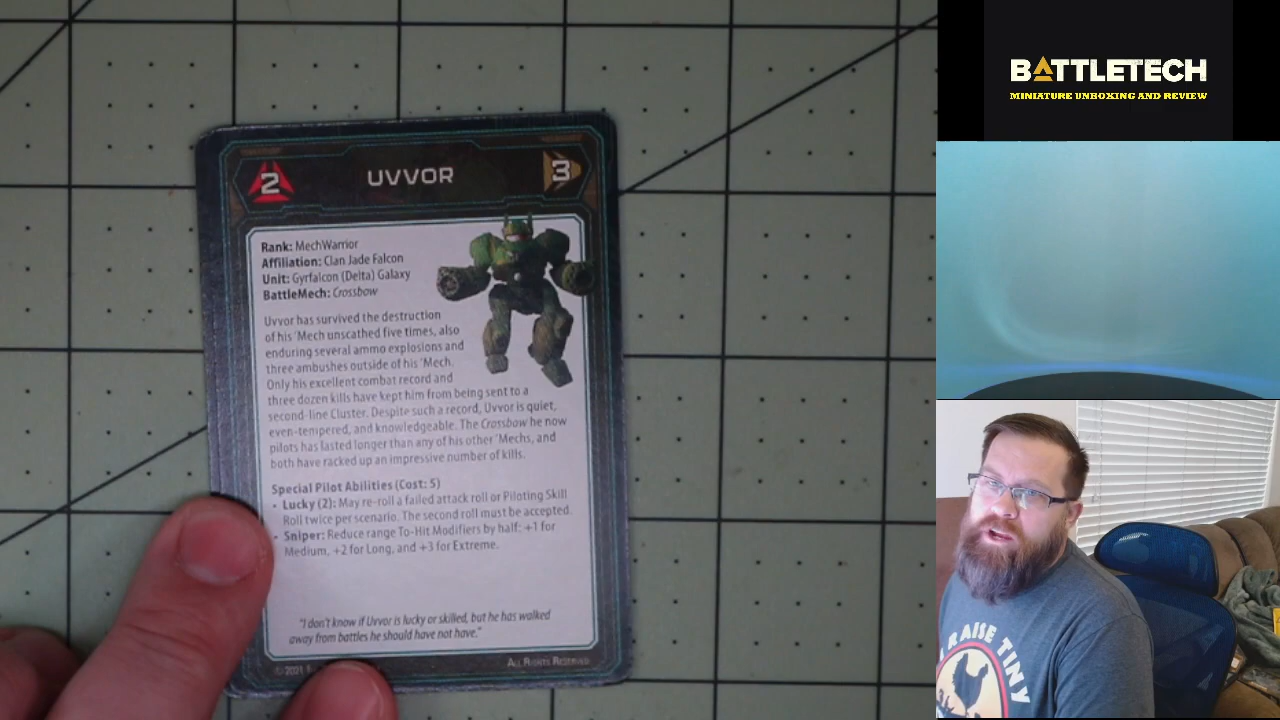 BATTLETECH
MINIATURE UNBOXING AND REVIEW
2
UVVOR
3
Rank: MechWarrior
Affiliation: Clan Jade Falcon
Unit: Gyrfalcon (Delta) Galaxy
BattleMech: Crossbow
Uvvor has survived the destruction
of his 'Mech unscathed five times, also
enduring several ammo explosions and
three ambushes outside of his 'Mech.
Only his excellent combat record and
three dozen kills have kept him from being sent to a
second-line Cluster. Despite such a record, Uvvor is quiet,
even-tempered, and knowledgeable. The Crossbow he now
pilots has lasted longer than any of his other 'Mechs, and
both have racked up an impressive number of kills.
Special Pilot Abilities (Cost: 5)
• Lucky (2): May re-roll a failed attack roll or Piloting Skill
Roll twice per scenario. The second roll must be accepted.
• Sniper: Reduce range To-Hit Modifiers by half: +1 for
Medium, +2 for Long, and +3 for Extreme.
"I don't know if Uvvor is lucky or skilled, but he has walked
away from battles he should have not have."
© 2021
All Rights Reserved
RAISE TINY